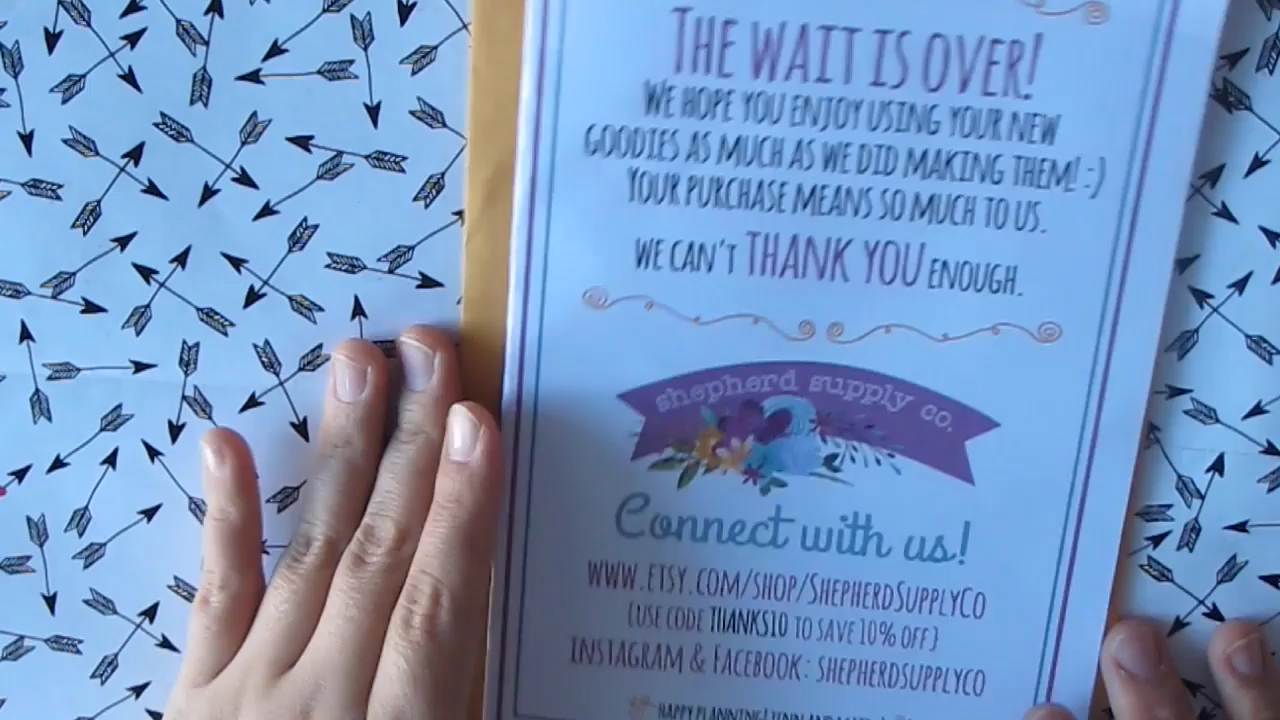 THE WAIT IS OVER!
WE HOPE YOU ENJOY USING YOUR NEW
GOODIES AS MUCH AS WE DID MAKING THEM! :)
YOUR PURCHASE MEANS SO MUCH TO US.
WE CAN'T THANK YOU ENOUGH.
shepherd supply co.
Connect with us!
WWW.ETSY.COM/SHOP/SHEPHERDSUPPLYCO
{USE CODE THANKS10 TO SAVE 10% OFF}
INSTAGRAM & FACEBOOK: SHEPHERDSUPPLYCO
HAPPY PLANNING!